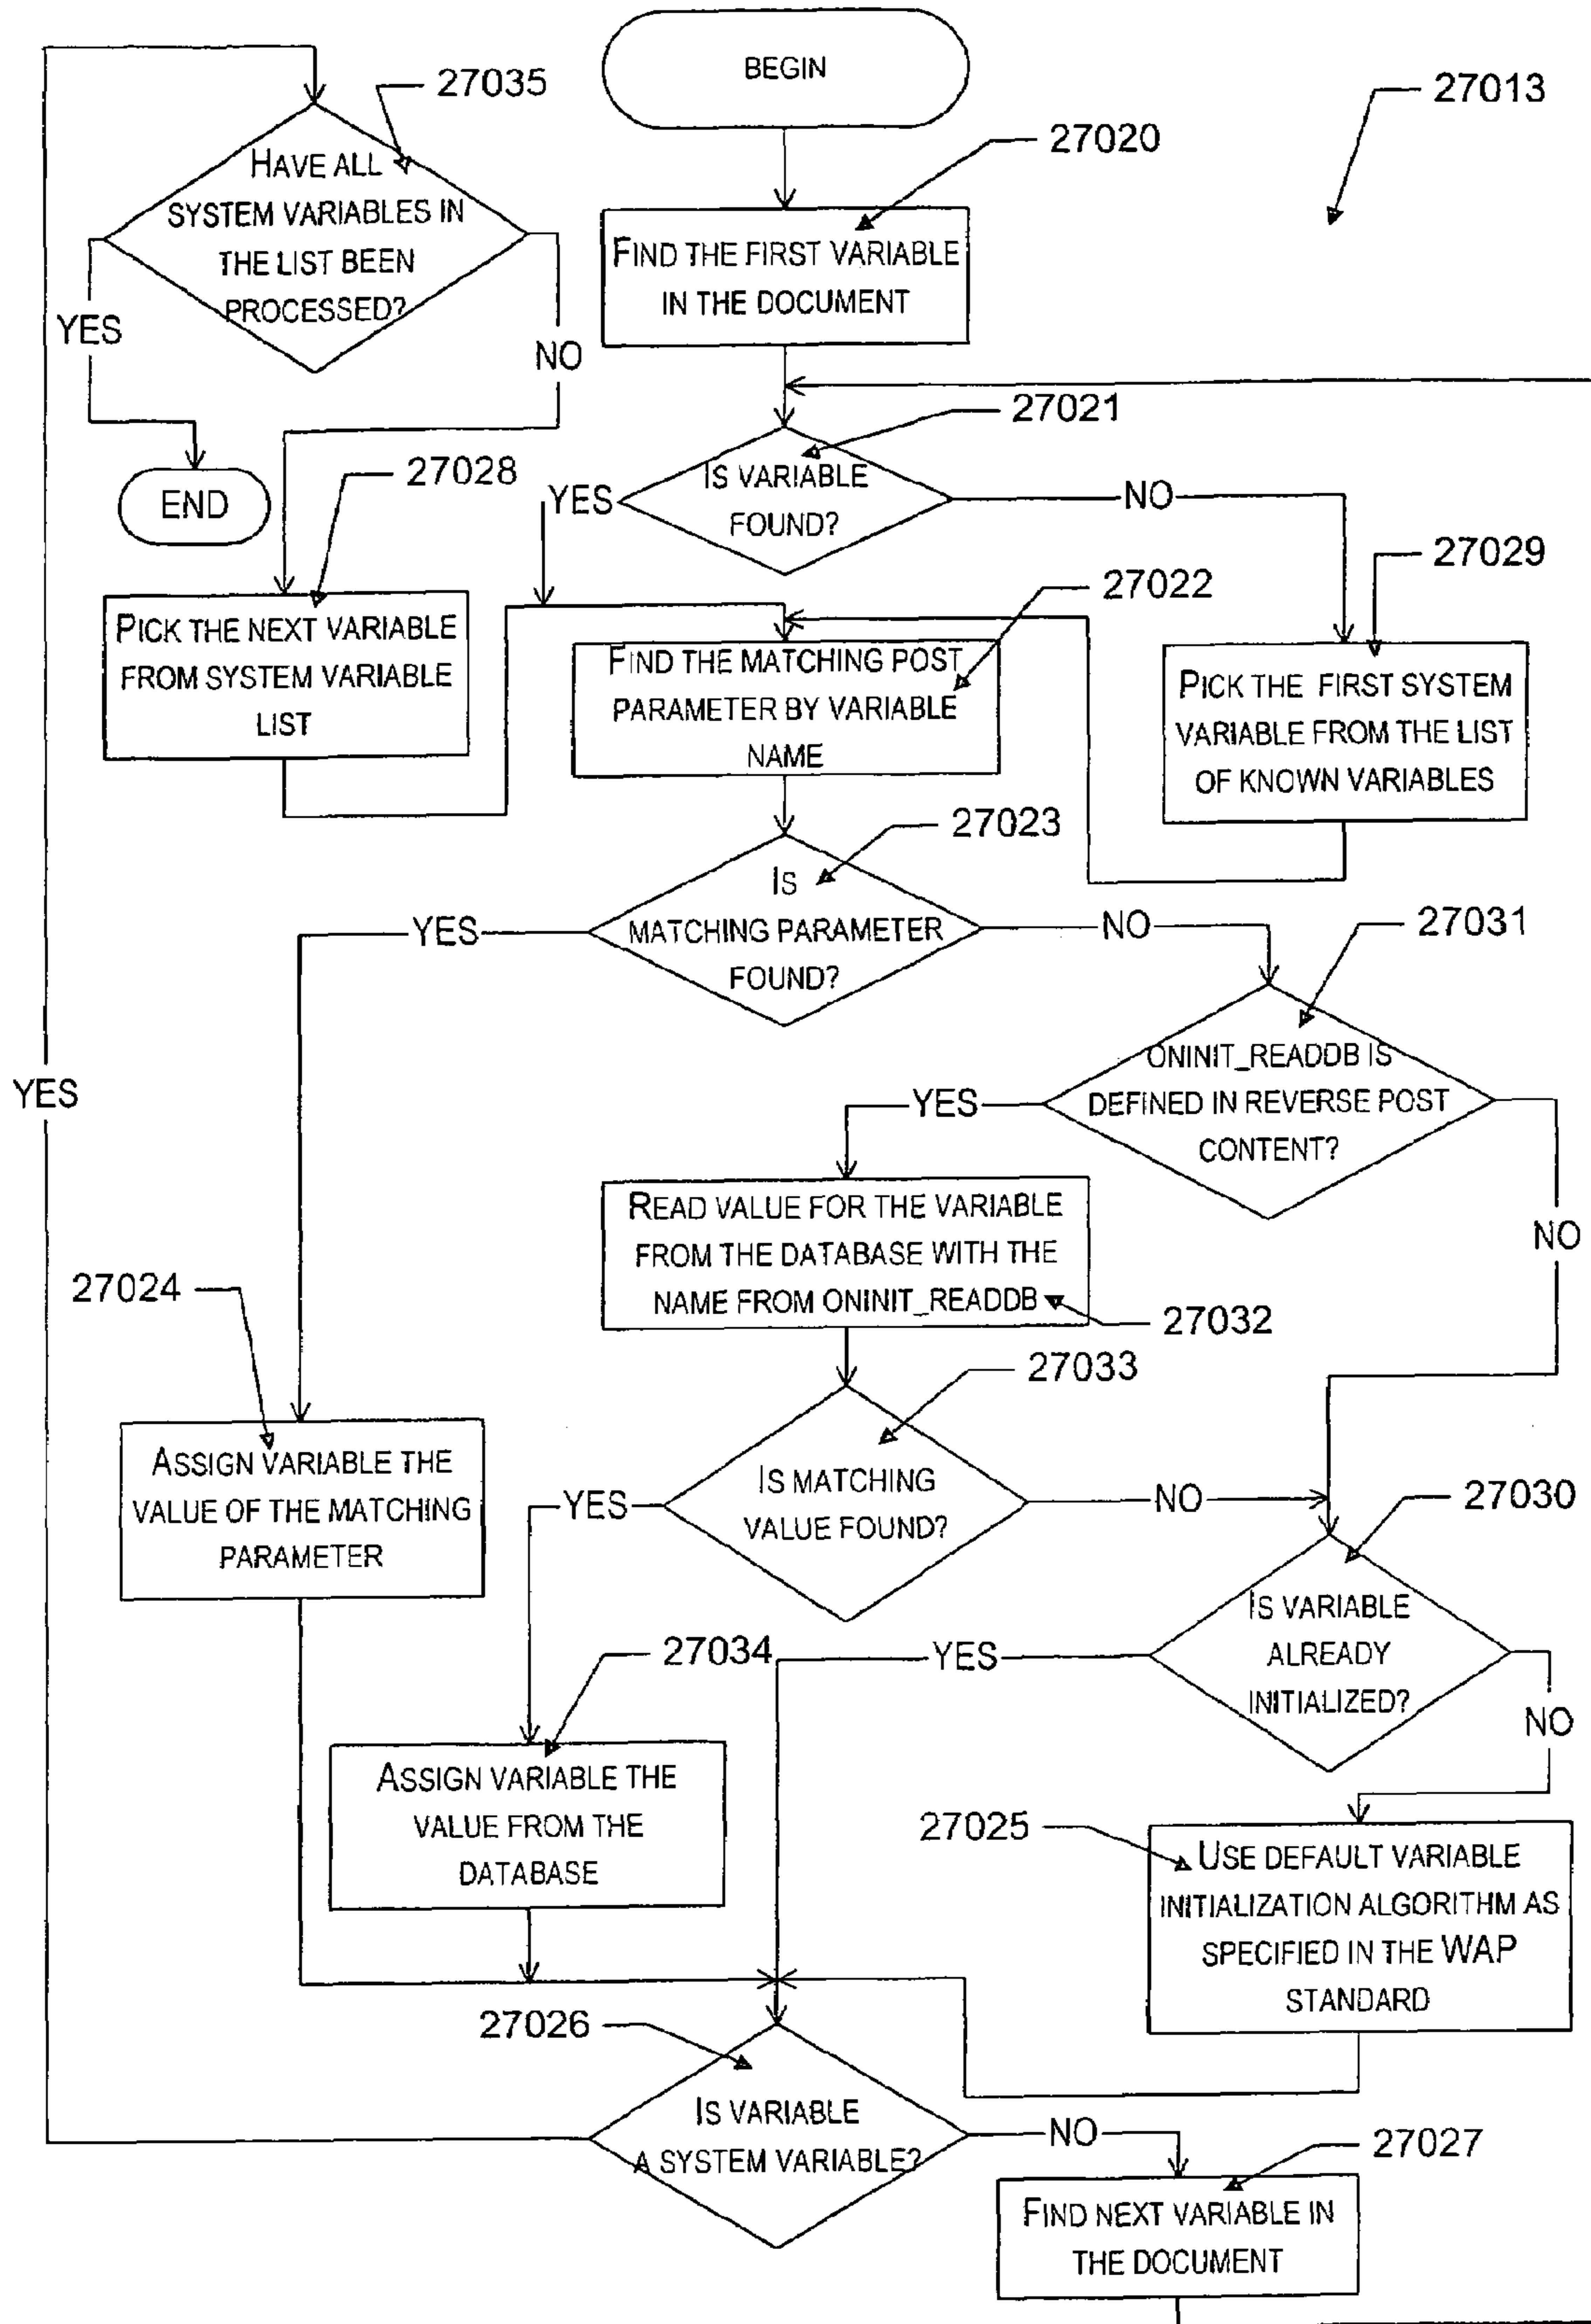 BEGIN
27035
27013
27020
HAVE ALL
SYSTEM VARIABLES IN
THE LIST BEEN
PROCESSED?
FIND THE FIRST VARIABLE
IN THE DOCUMENT
YES
NO
27021
27028
END
IS VARIABLE
FOUND?
YES
NO
27029
27022
PICK THE NEXT VARIABLE
FROM SYSTEM VARIABLE
LIST
FIND THE MATCHING POST
PARAMETER BY VARIABLE
NAME
PICK THE FIRST SYSTEM
VARIABLE FROM THE LIST
OF KNOWN VARIABLES
27023
IS
MATCHING PARAMETER
FOUND?
YES
NO
27031
ONINIT_READDB IS
DEFINED IN REVERSE POST
CONTENT?
YES
YES
NO
READ VALUE FOR THE VARIABLE
FROM THE DATABASE WITH THE
NAME FROM ONINIT_READDB
27024
27032
27033
ASSIGN VARIABLE THE
VALUE OF THE MATCHING
PARAMETER
IS MATCHING
VALUE FOUND?
YES
NO
27030
IS VARIABLE
ALREADY
INITIALIZED?
27034
YES
NO
ASSIGN VARIABLE THE
VALUE FROM THE
DATABASE
27025
USE DEFAULT VARIABLE
INITIALIZATION ALGORITHM AS
SPECIFIED IN THE WAP
STANDARD
27026
IS VARIABLE
A SYSTEM VARIABLE?
NO
27027
FIND NEXT VARIABLE IN
THE DOCUMENT